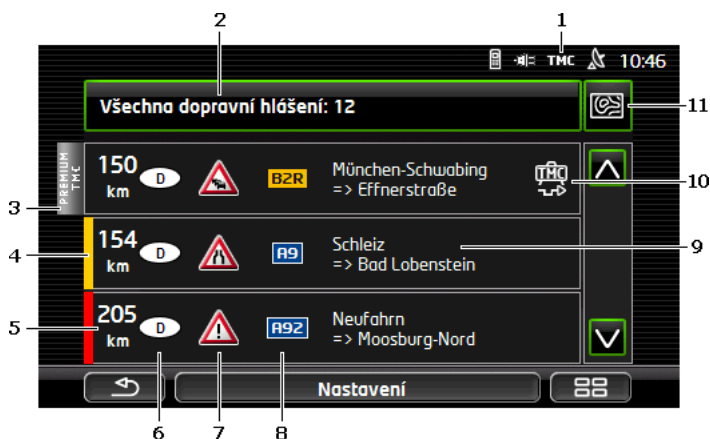 2
1
TMC 10:46
Všechna dopravní hlášení: 12
11
PREMIUM
TMC
3
150
km
D
B2R
München-Schwabing
=> Effnerstraße
TMC
10
4
154
km
D
A9
Schleiz
=> Bad Lobenstein
9
5
205
km
D
A92
Neufahrn
=> Moosburg-Nord
Nastavení
6
7
8